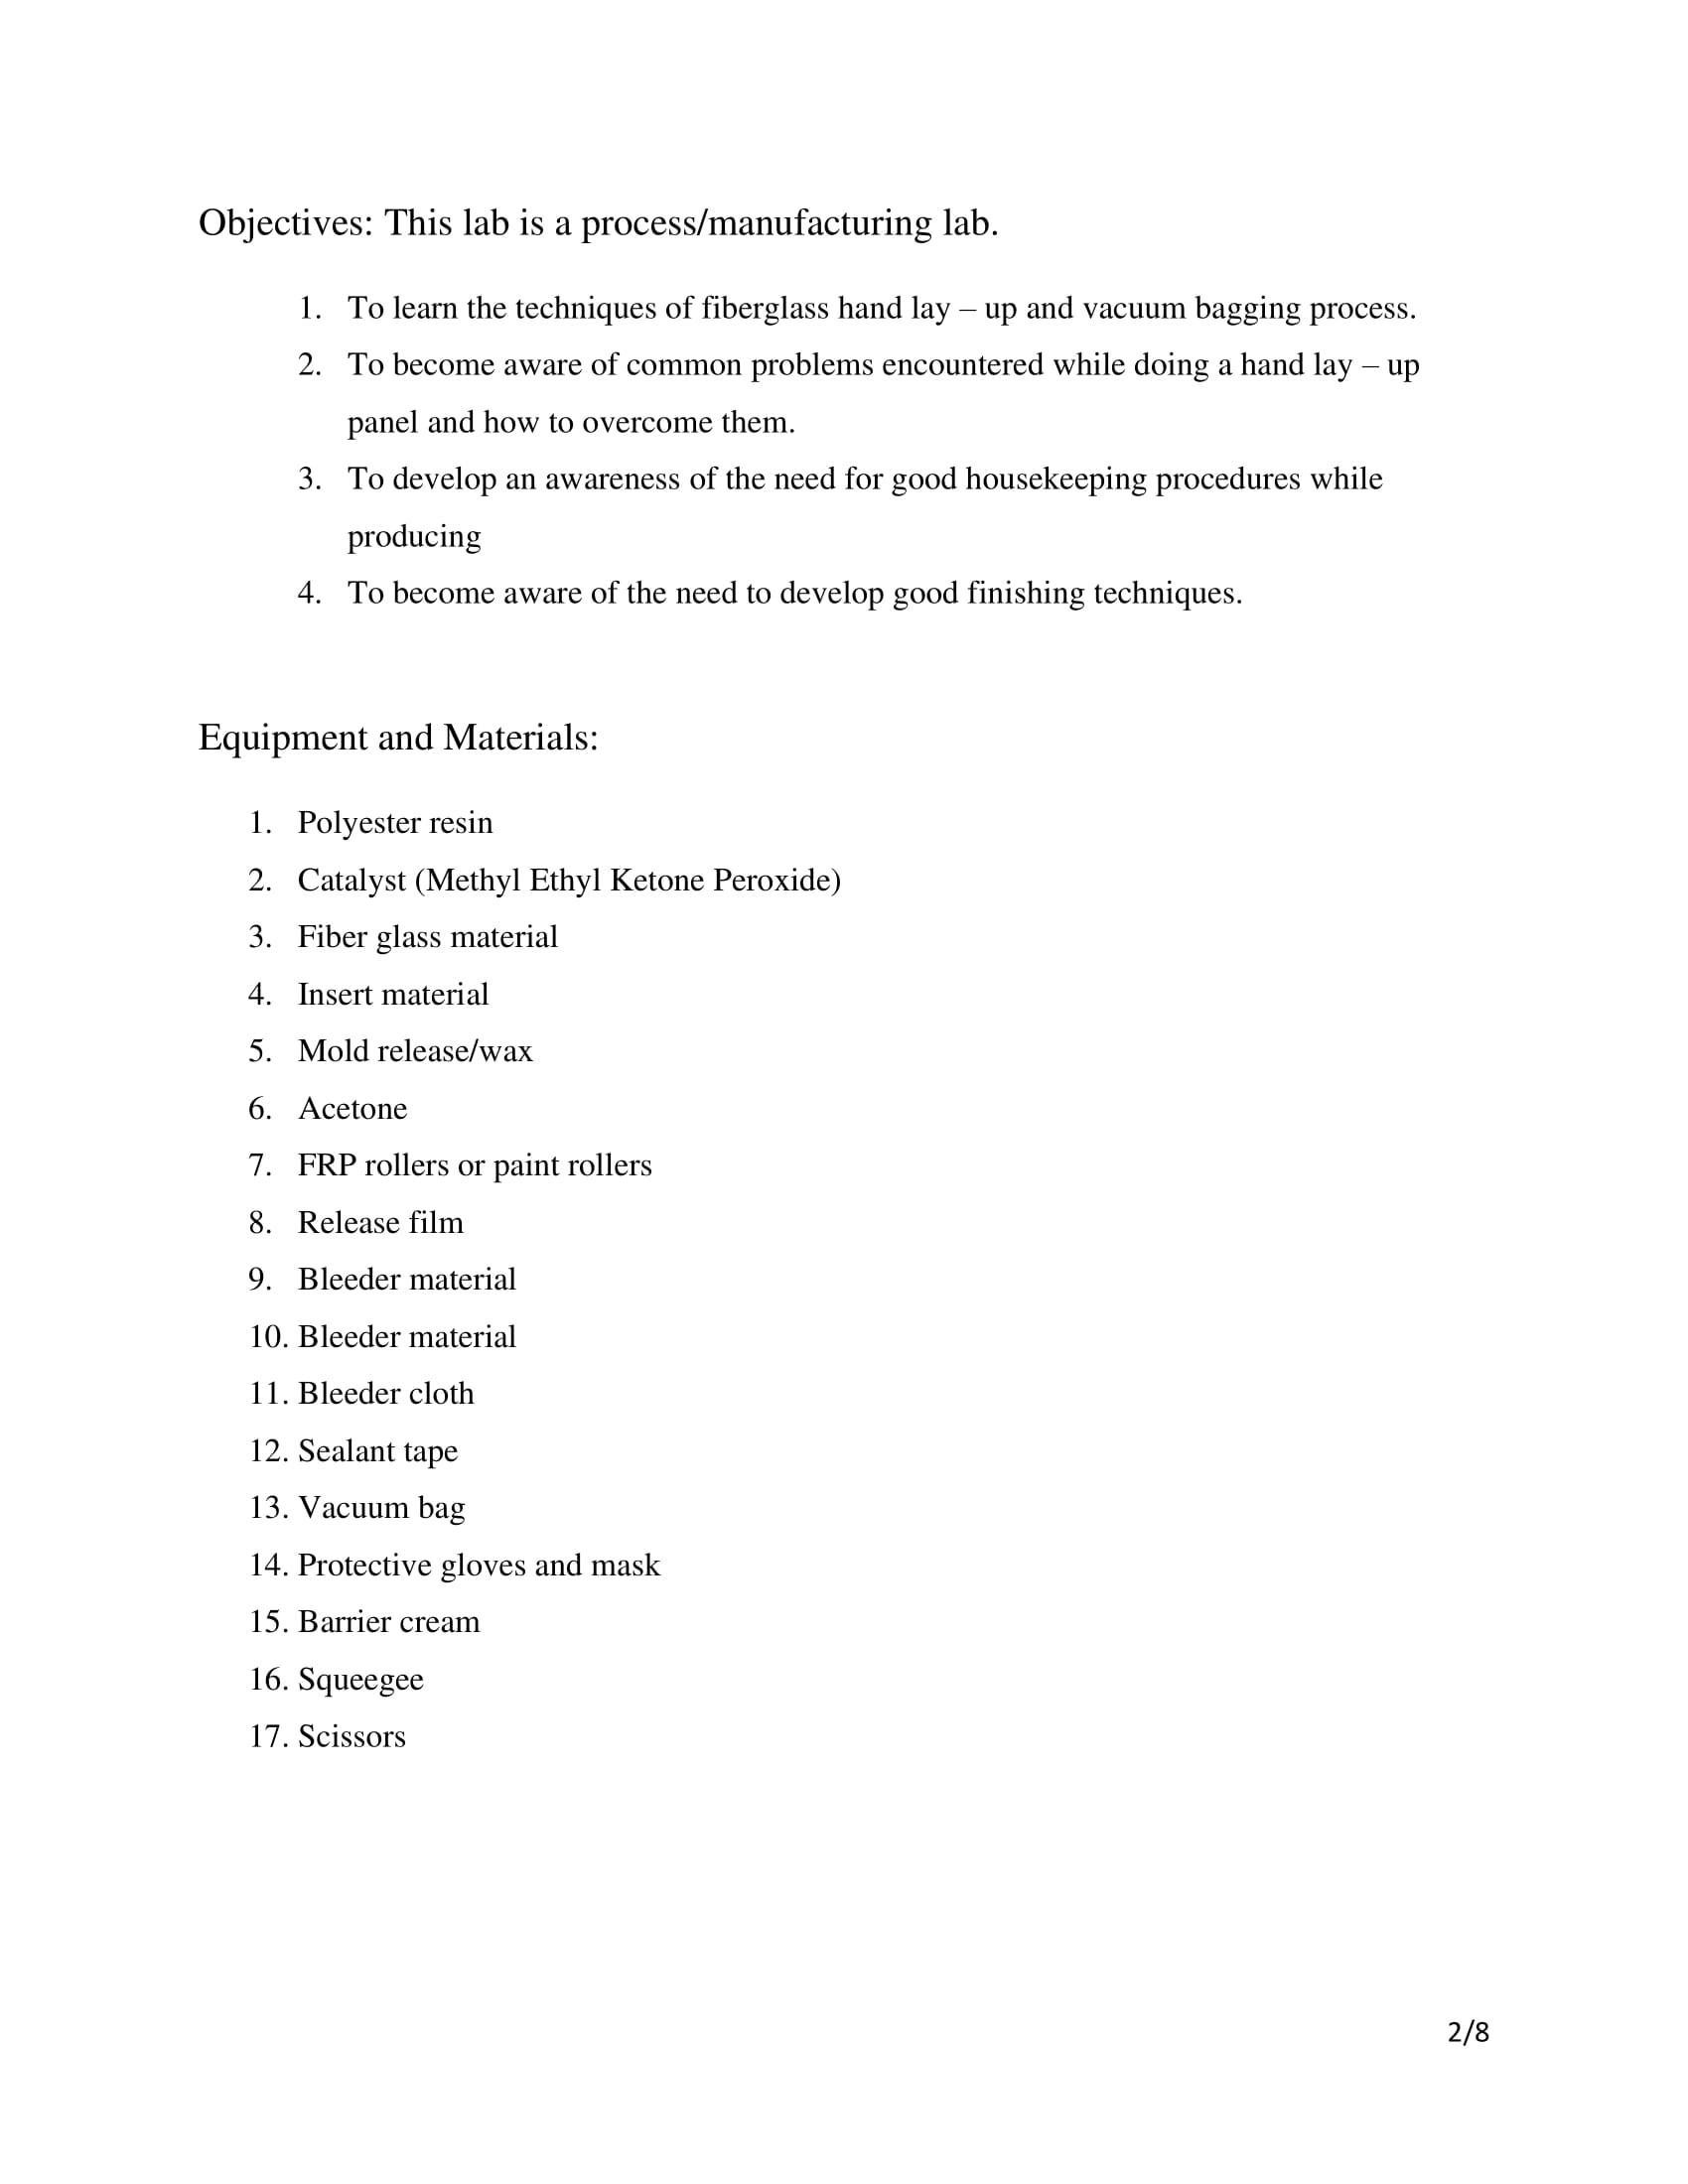 Objectives: This lab is a process/manufacturing lab.
1. To learn the techniques of fiberglass hand lay – up and vacuum bagging process.
2. To become aware of common problems encountered while doing a hand lay – up
panel and how to overcome them.
3. To develop an awareness of the need for good housekeeping procedures while
producing
4. To become aware of the need to develop good finishing techniques.
Equipment and Materials:
1. Polyester resin
2. Catalyst (Methyl Ethyl Ketone Peroxide)
3. Fiber glass material
4. Insert material
5. Mold release/wax
6. Acetone
7. FRP rollers or paint rollers
8. Release film
9. Bleeder material
10. Bleeder material
11. Bleeder cloth
12. Sealant tape
13. Vacuum bag
14. Protective gloves and mask
15. Barrier cream
16. Squeegee
17. Scissors
2/8